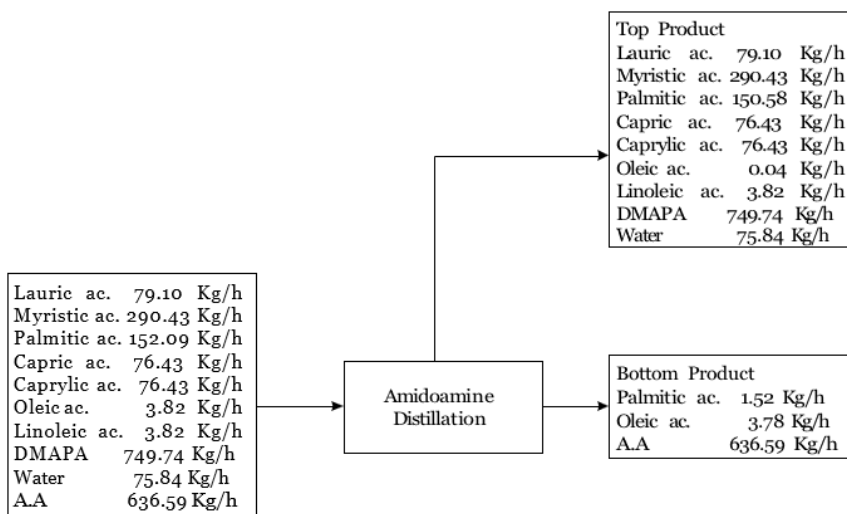 Top Product
Lauric ac. 79.10 Kg/h
Myristic ac. 290.43 Kg/h
Palmitic ac. 150.58 Kg/h
Capric ac. 76.43 Kg/h
Caprylic ac. 76.43 Kg/h
Oleic ac. 0.04 Kg/h
Linoleic ac. 3.82 Kg/h
DMAPA 749.74 Kg/h
Water 75.84 Kg/h
Lauric ac. 79.10 Kg/h
Myristic ac. 290.43 Kg/h
Palmitic ac. 152.09 Kg/h
Capric ac. 76.43 Kg/h
Caprylic ac. 76.43 Kg/h
Oleic ac. 3.82 Kg/h
Linoleic ac. 3.82 Kg/h
DMAPA 749.74 Kg/h
Water 75.84 Kg/h
A.A 636.59 Kg/h
Amidoamine
Distillation
Bottom Product
Palmitic ac. 1.52 Kg/h
Oleic ac. 3.78 Kg/h
A.A 636.59 Kg/h